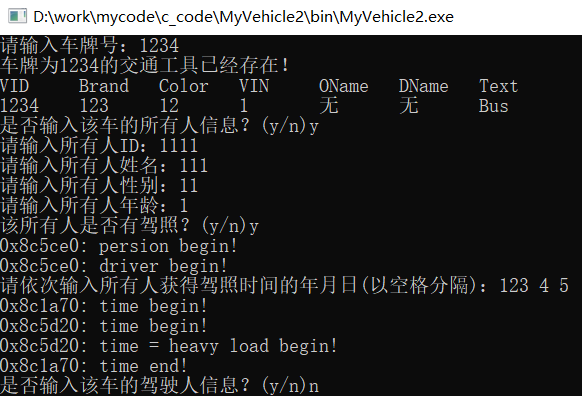 D:\work\mycode\c_code\MyVehicle2\bin\MyVehicle2.exe
请输入车牌号：1234
车牌为1234的交通工具已经存在！
VID Brand Color VIN OName DName Text
1234 123 12 1 无 无 Bus
是否输入该车的所有人信息？(y/n)y
请输入所有人ID：1111
请输入所有人姓名：111
请输入所有人性别：11
请输入所有人年龄：1
该所有人是否有驾照？(y/n)y
0x8c5ce0: persion begin!
0x8c5ce0: driver begin!
请依次输入所有人获得驾照时间的年月日(以空格分隔)：123 4 5
0x8c1a70: time begin!
0x8c5d20: time begin!
0x8c5d20: time = heavy load begin!
0x8c1a70: time end!
是否输入该车的驾驶人信息？(y/n)n